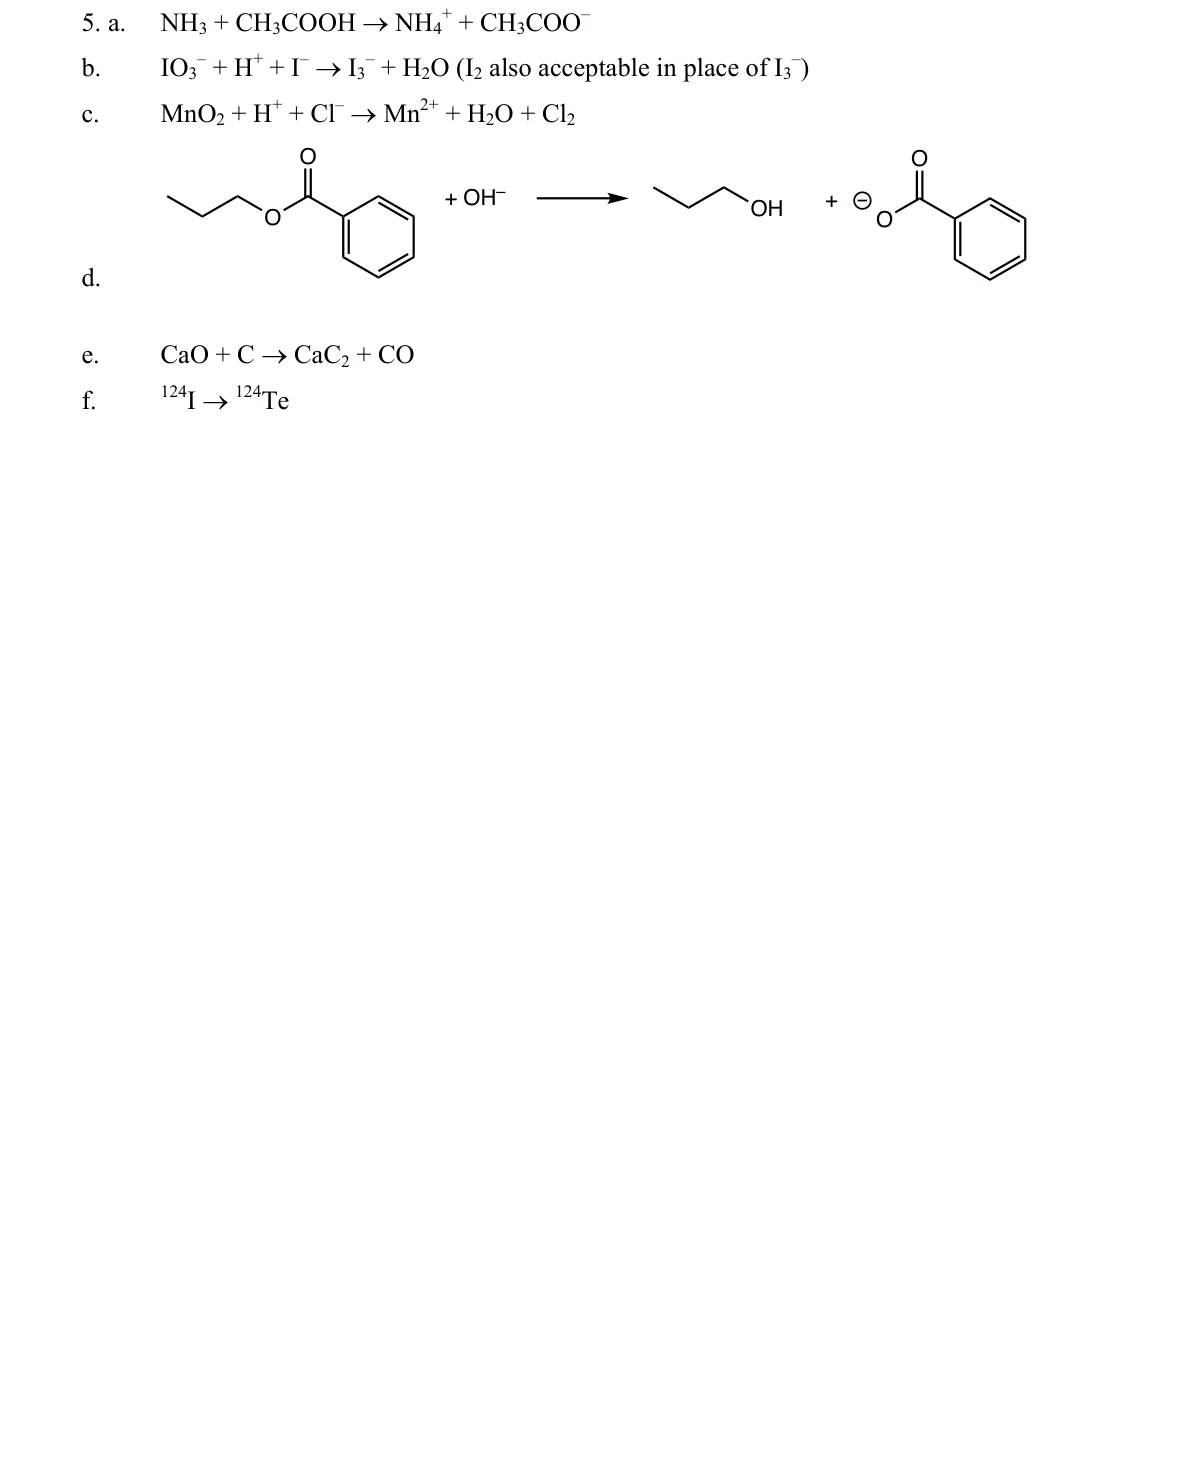 5. a. NH₃ + CH₃COOH → NH₄⁺ + CH₃COO⁻
b. IO₃⁻ + H⁺ + I⁻ → I₃⁻ + H₂O (I₂ also acceptable in place of I₃⁻)
c. MnO₂ + H⁺ + Cl⁻ → Mn²⁺ + H₂O + Cl₂
O O
O + OH⁻ OH + ⊖ O
d.
e. CaO + C → CaC₂ + CO
f. ¹²⁴I → ¹²⁴Te